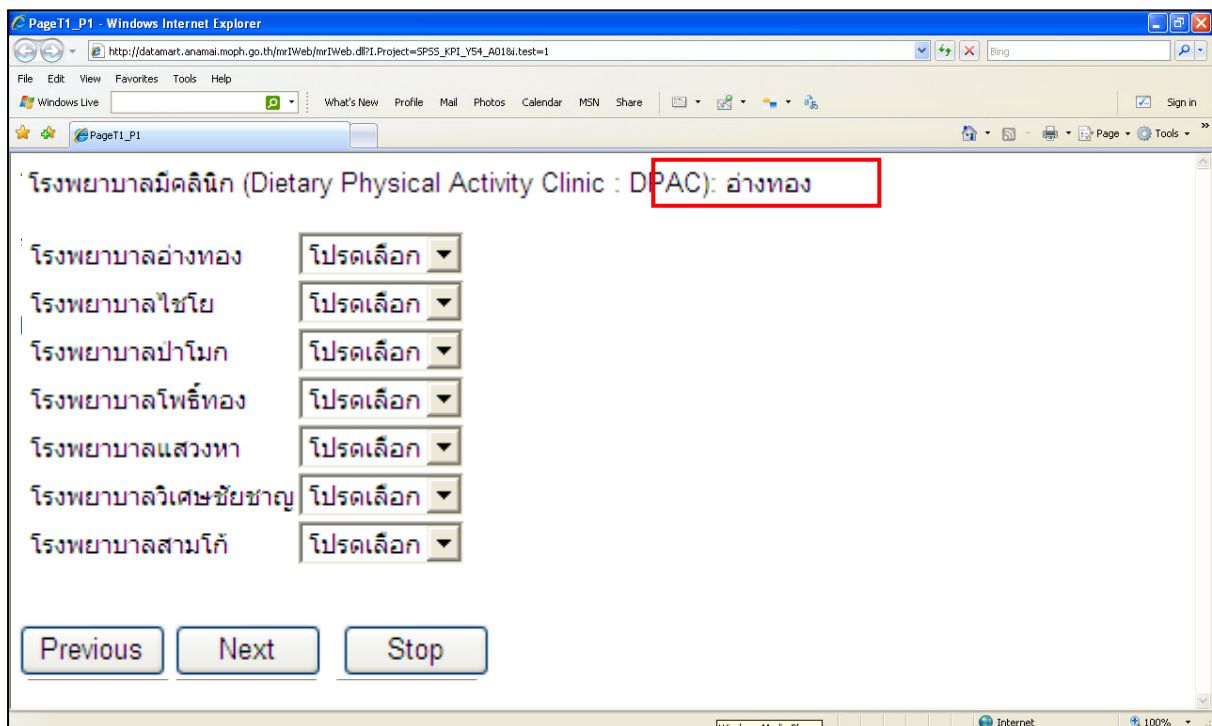 PageT1_P1 - Windows Internet Explorer
http://datamart.anamai.moph.go.th/mrIWeb/mrIWeb.dll?I.Project=SPSS_KPI_Y54_A01&i.test=1 Bing
File Edit View Favorites Tools Help
Windows Live What's New Profile Mail Photos Calendar MSN Share Sign in
PageT1_P1 Page Tools
โรงพยาบาลมีคลินิก (Dietary Physical Activity Clinic : DPAC): อ่างทอง
โรงพยาบาลอ่างทอง โปรดเลือก
โรงพยาบาลไชโย โปรดเลือก
โรงพยาบาลป่าโมก โปรดเลือก
โรงพยาบาลโพธิ์ทอง โปรดเลือก
โรงพยาบาลแสวงหา โปรดเลือก
โรงพยาบาลวิเศษชัยชาญ โปรดเลือก
โรงพยาบาลสามโก้ โปรดเลือก
Previous Next Stop
Internet 100%